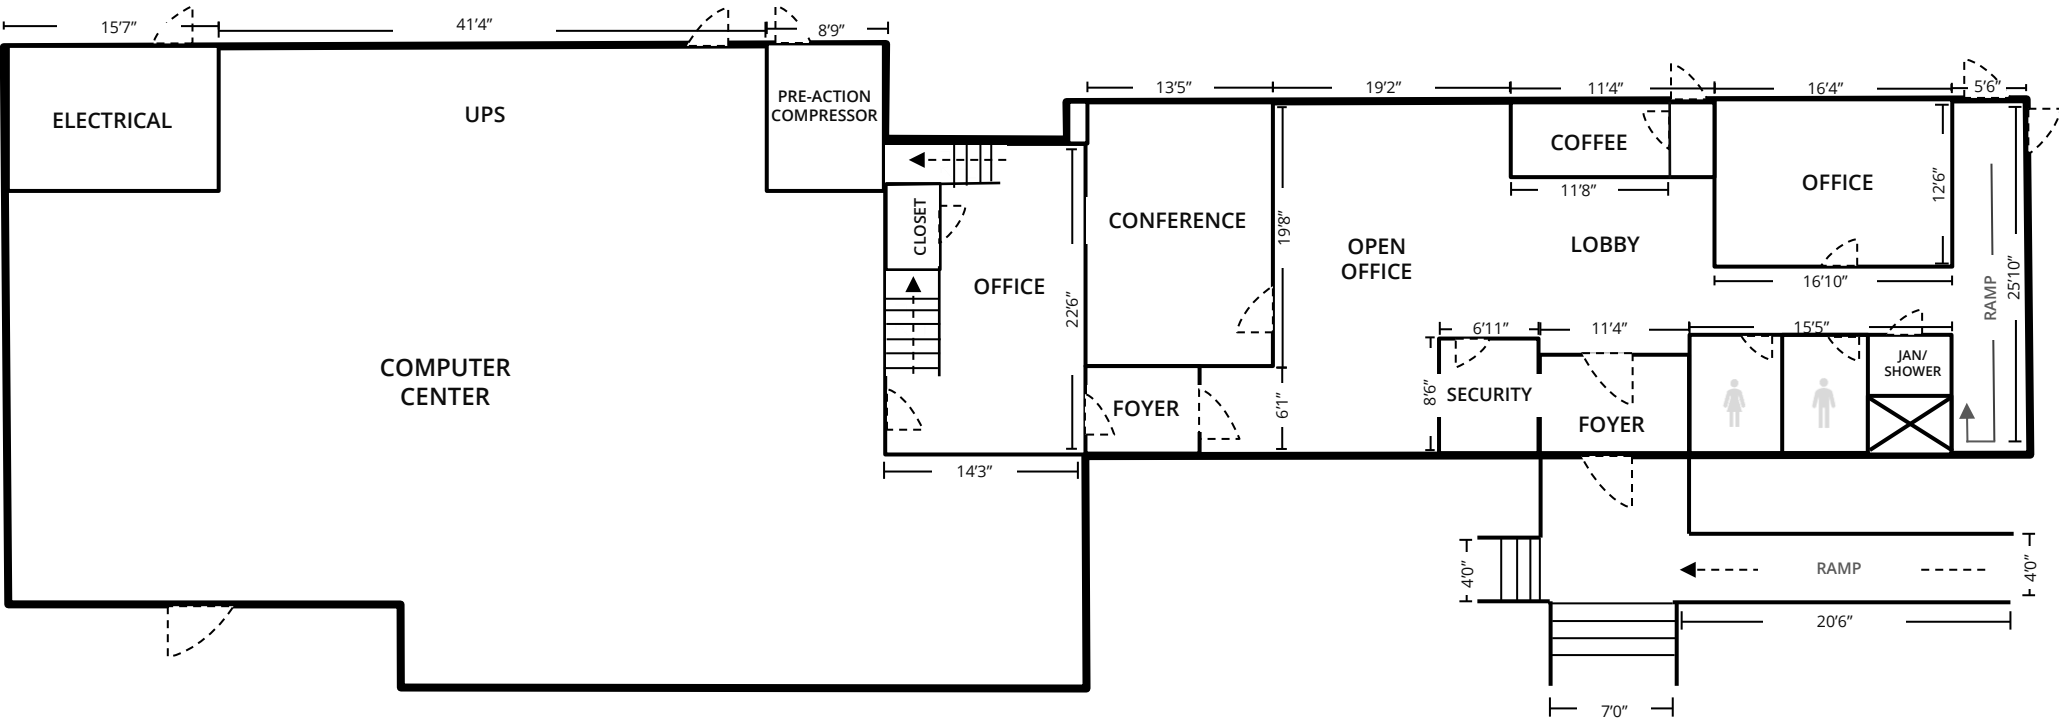 15’7”
41’4”
8’9”
13’5”
19’2”
11’4”
16’4”
5’6”
ELECTRICAL
UPS
PRE-ACTION
COMPRESSOR
COFFEE
11’8”
OFFICE
12’6”
CLOSET
CONFERENCE
19’8”
OPEN
OFFICE
LOBBY
16’10”
RAMP
25’10”
OFFICE
22’6”
COMPUTER
CENTER
6’11”
11’4”
15’5”
JAN/
SHOWER
8’6”
SECURITY
FOYER
6’1”
FOYER
14’3”
4’0”
RAMP
4’0”
20’6”
7’0”